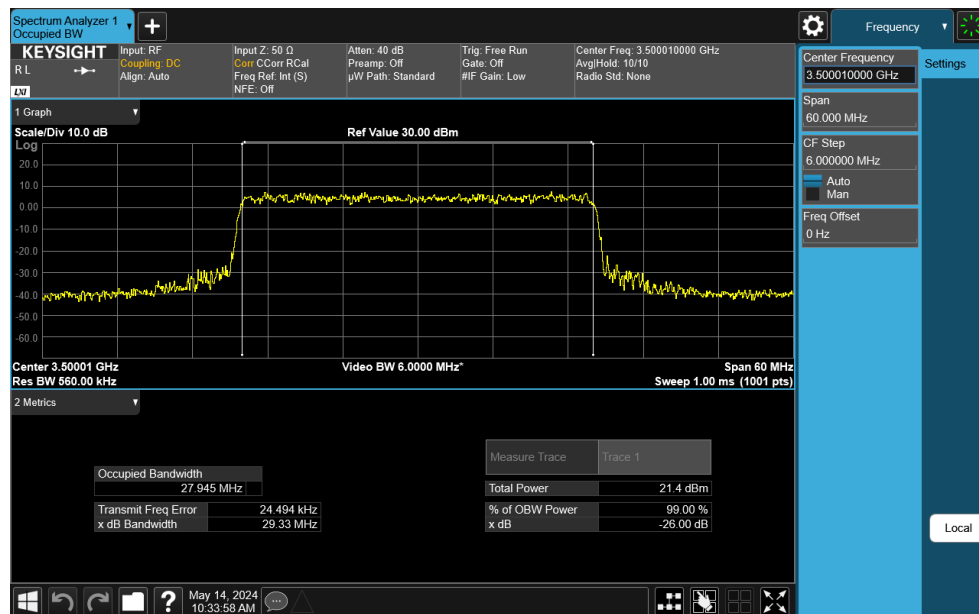 Spectrum Analyzer 1
Occupied BW
Frequency
KEYSIGHT
R L
LXI
Input: RF
Coupling: DC
Align: Auto
Input Z: 50 Ω
Corr CCorr RCal
Freq Ref: Int (S)
NFE: Off
Atten: 40 dB
Preamp: Off
µW Path: Standard
Trig: Free Run
Gate: Off
#IF Gain: Low
Center Freq: 3.500010000 GHz
Avg|Hold: 10/10
Radio Std: None
Center Frequency
3.500010000 GHz
Settings
Span
60.000 MHz
CF Step
6.000000 MHz
Auto
Man
Freq Offset
0 Hz
Local
1 Graph
Scale/Div 10.0 dB
Ref Value 30.00 dBm
Log
20.0
10.0
0.00
-10.0
-20.0
-30.0
-40.0
-50.0
-60.0
Center 3.50001 GHz
Video BW 6.0000 MHz*
Span 60 MHz
Res BW 560.00 kHz
Sweep 1.00 ms (1001 pts)
2 Metrics
Measure Trace
Trace 1
Occupied Bandwidth
27.945 MHz
Total Power
21.4 dBm
Transmit Freq Error
24.494 kHz
% of OBW Power
99.00 %
x dB Bandwidth
29.33 MHz
x dB
-26.00 dB
May 14, 2024
10:33:58 AM